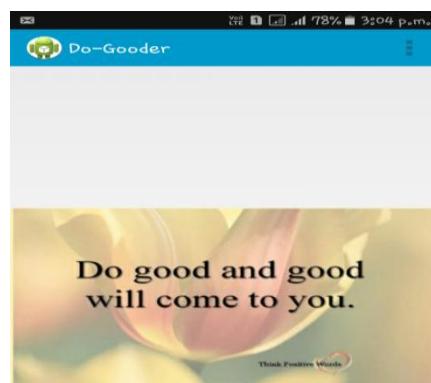 Vo) LTE 1 78% 3:04 p.m.
Do-Gooder
Do good and good
will come to you.
Think Positive Words